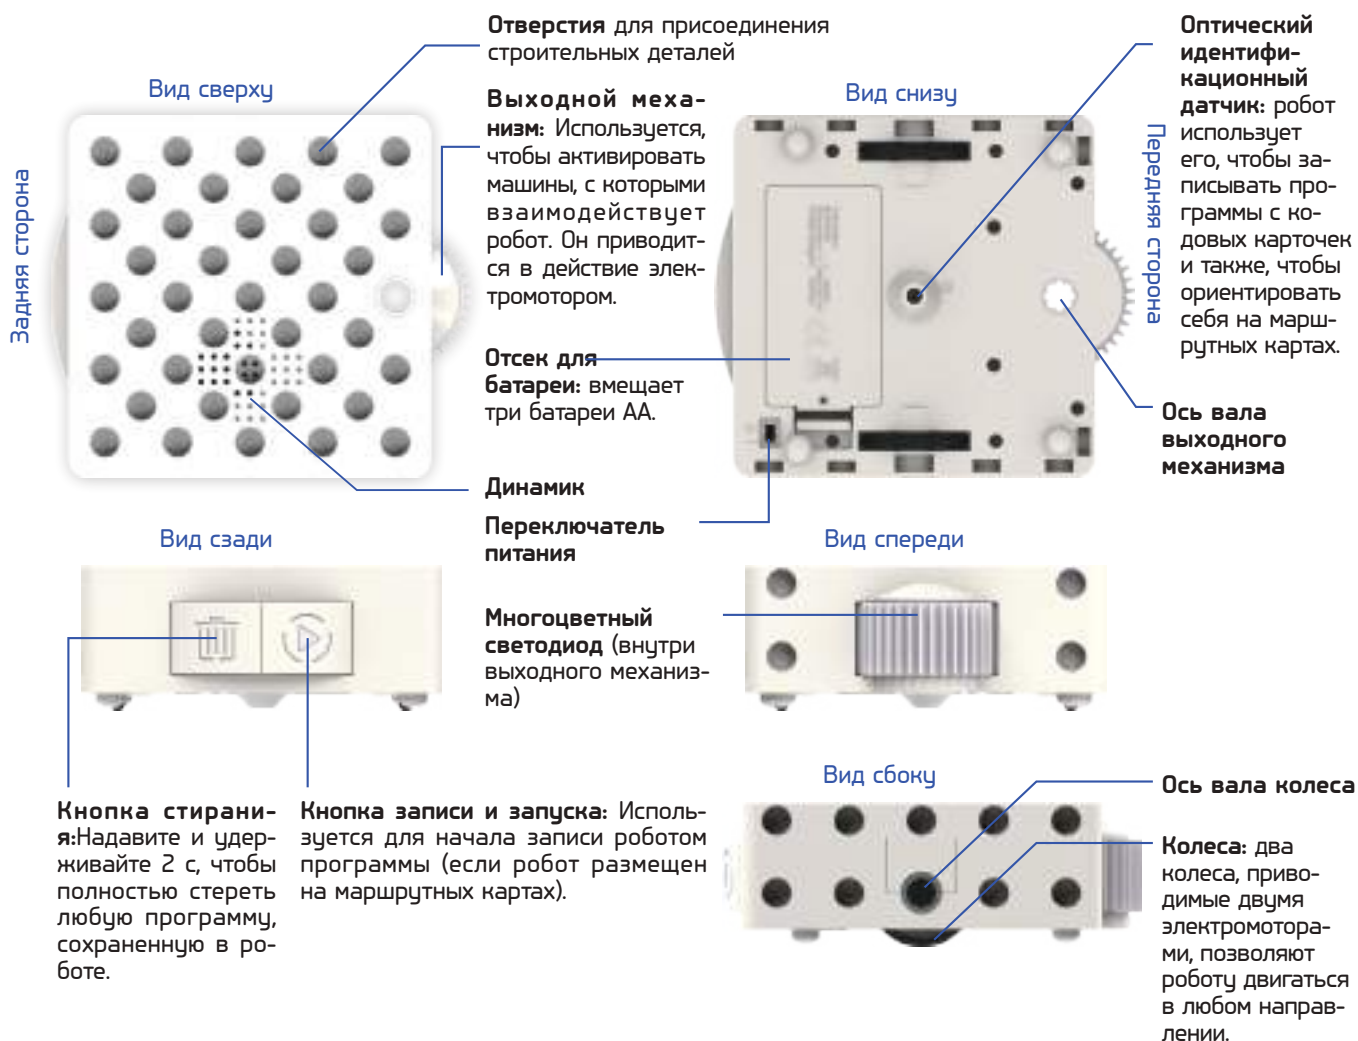 Отверстия для присоединения
строительных деталей
Вид сверху
Задняя сторона
Выходной меха-
низм: Используется,
чтобы активировать
машины, с которыми
взаимодействует
робот. Он приводит-
ся в действие элек-
тромотором.
Отсек для
батареи: вмещает
три батареи АА.
Динамик
Переключатель
питания
Вид снизу
Передняя сторона
Оптический
идентифи-
кационный
датчик: робот
использует
его, чтобы за-
писывать про-
граммы с ко-
довых карточек
и также, чтобы
ориентировать
себя на марш-
рутных картах.
Ось вала
выходного
механизма
Вид сзади
Кнопка стирани-
я:Надавите и удер-
живайте 2 с, чтобы
полностью стереть
любую программу,
сохраненную в ро-
боте.
Кнопка записи и запуска: Исполь-
зуется для начала записи роботом
программы (если робот размещен
на маршрутных картах).
Вид спереди
Многоцветный
светодиод (внутри
выходного механиз-
ма)
Вид сбоку
Ось вала колеса
Колеса: два
колеса, приво-
димые двумя
электромотора-
ми, позволяют
роботу двигаться
в любом направ-
лении.